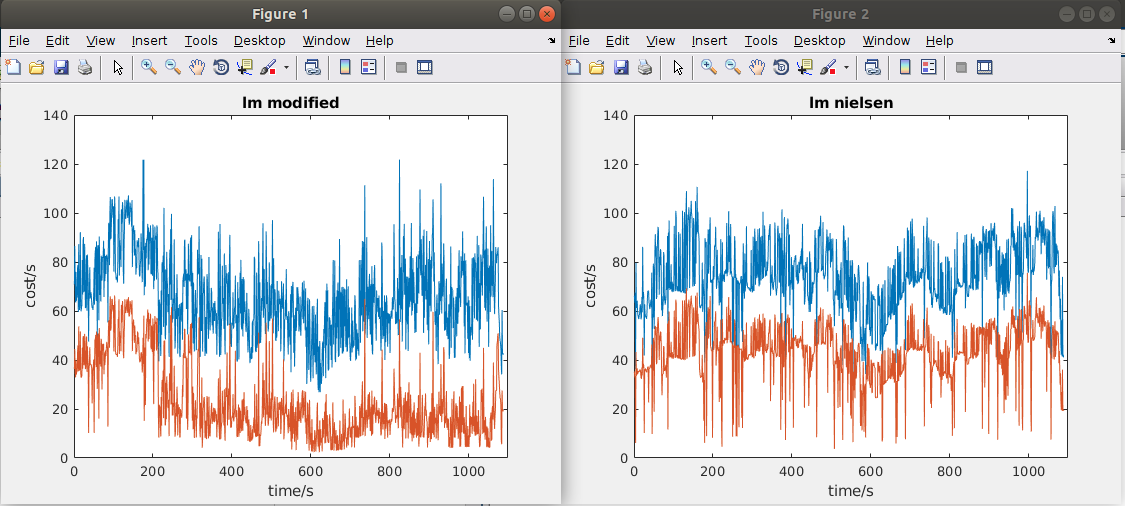 Figure 1
File Edit View Insert Tools Desktop Window Help
lm modified
140
120
100
80
60
40
20
0
cost/s
0 200 400 600 800 1000
time/s
Figure 2
File Edit View Insert Tools Desktop Window Help
lm nielsen
140
120
100
80
60
40
20
0
cost/s
0 200 400 600 800 1000
time/s